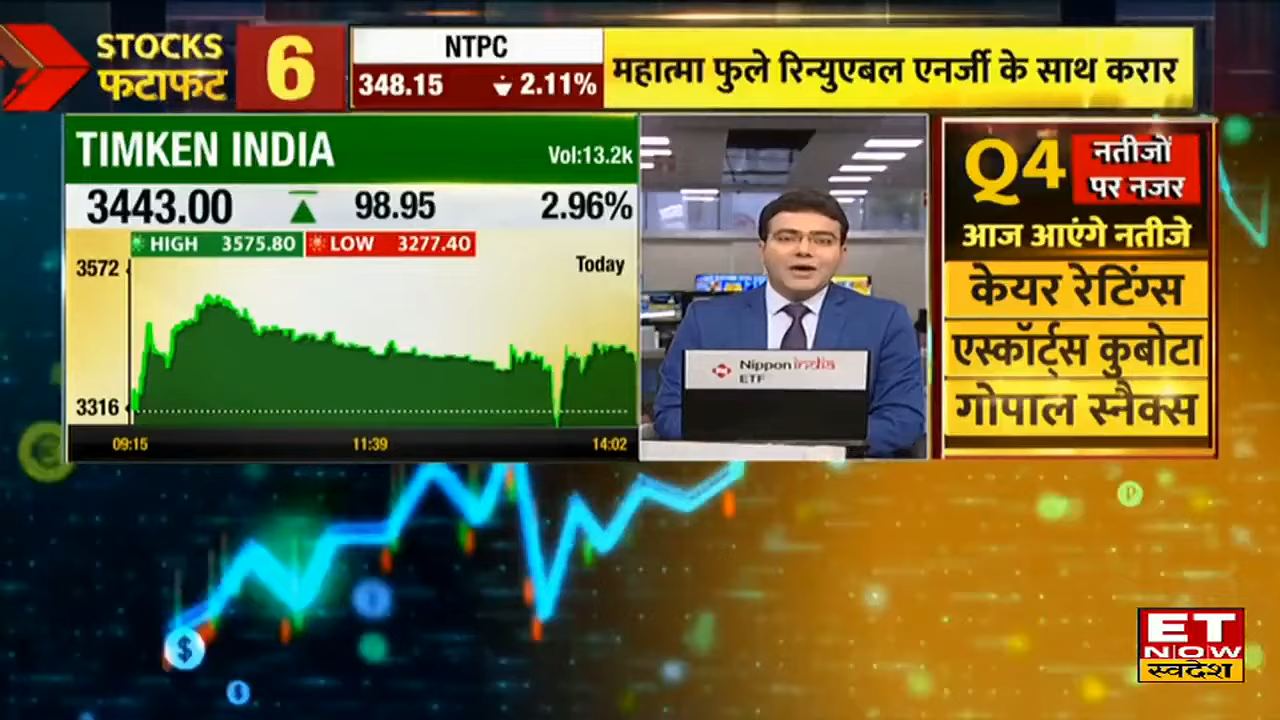 STOCKS
फटाफट
6
NTPC
348.15 2.11%
महात्मा फुले रिन्युएबल एनर्जी के साथ करार
TIMKEN INDIA
Vol:13.2k
3443.00 98.95 2.96%
HIGH 3575.80 LOW 3277.40
Today
3572
3316
09:15 11:39 14:02
Nippon india
ETF
Q4
नतीजों
पर नजर
आज आएंगे नतीजे
केयर रेटिंग्स
एस्कॉर्ट्स कुबोटा
गोपाल स्नैक्स
ET
NOW
स्वदेश